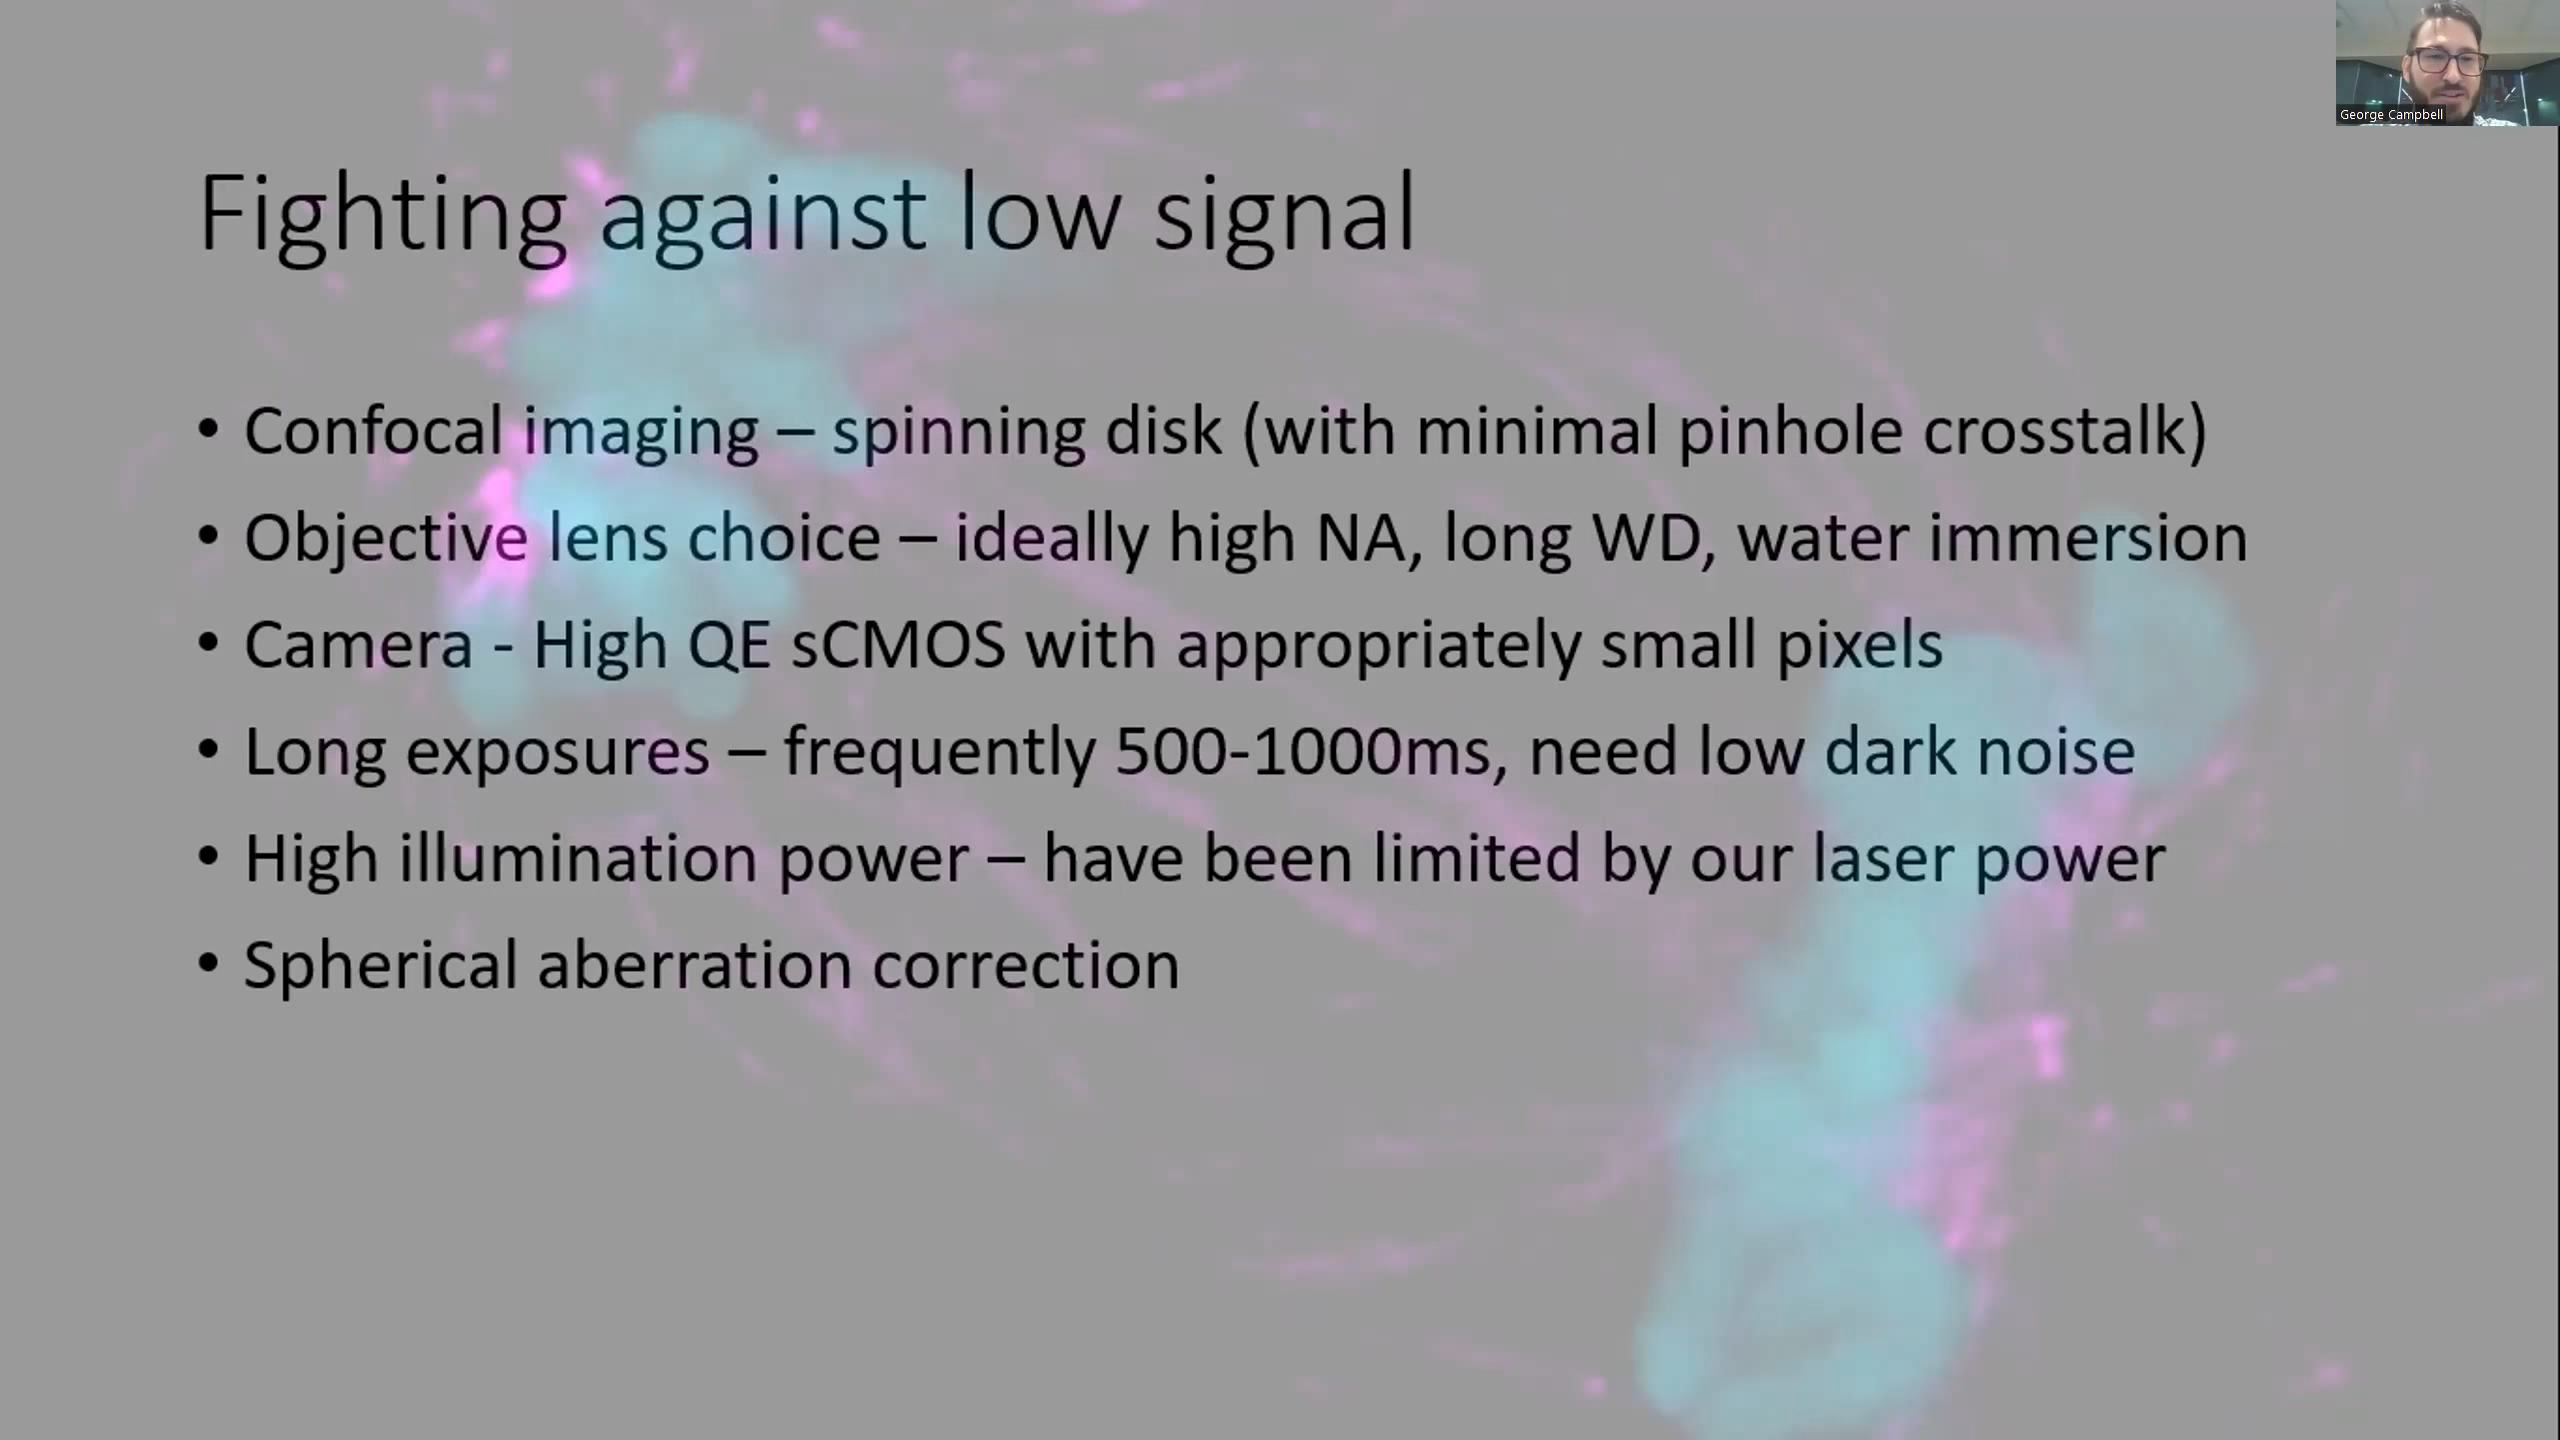 George Campbell
Fighting against low signal
• Confocal imaging – spinning disk (with minimal pinhole crosstalk)
• Objective lens choice – ideally high NA, long WD, water immersion
• Camera - High QE sCMOS with appropriately small pixels
• Long exposures – frequently 500-1000ms, need low dark noise
• High illumination power – have been limited by our laser power
• Spherical aberration correction